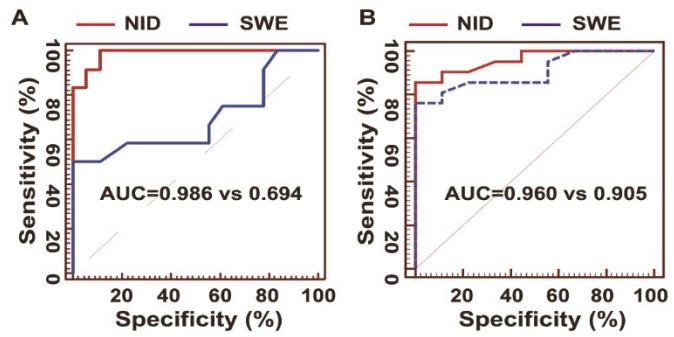 A
NID SWE
Sensitivity (%)
0 20 40 60 80 100
AUC=0.986 vs 0.694
20 40 60 80 100
Specificity (%)
B
NID SWE
Sensitivity (%)
0 20 40 60 80 100
AUC=0.960 vs 0.905
20 40 60 80 100
Specificity (%)